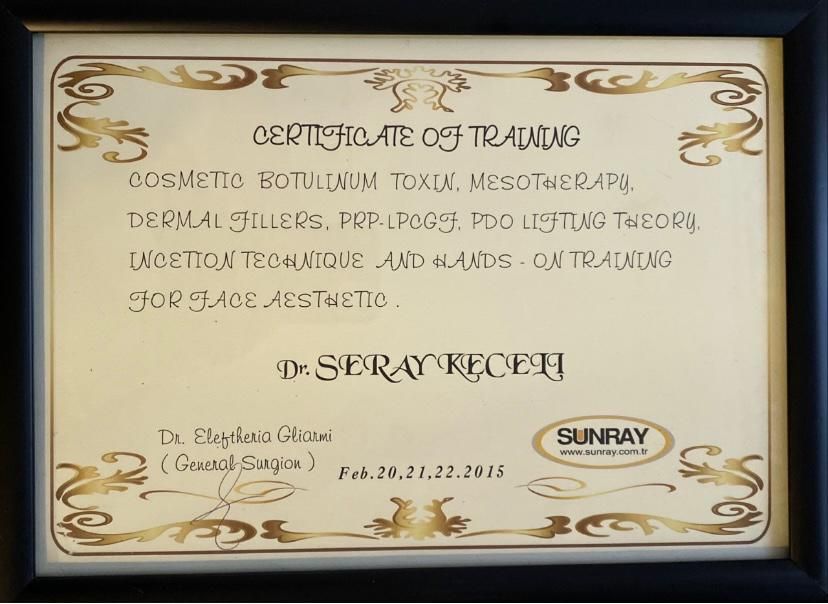 CERTIFICATE OF TRAINING
COSMETIC BOTULINUM TOXIN, MESOTHERAPY,
DERMAL FILLERS, PRP-LPCGF, PDO LIFTING THEORY,
INCETION TECHNIQUE AND HANDS - ON TRAINING
FOR FACE AESTHETIC .
Dr. SERAY KEÇELİ
Dr. Eleftheria Gliarmi
( General Surgion )
Feb.20,21,22.2015
SUNRAY
www.sunray.com.tr